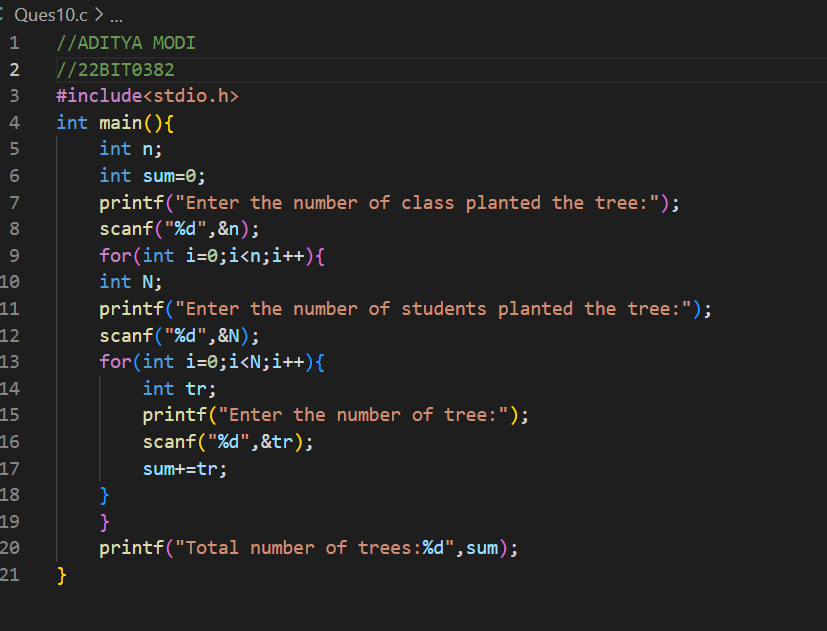 Ques10.c > ...
1 //ADITYA MODI
2 //22BIT0382
3 #include<stdio.h>
4 int main(){
5     int n;
6     int sum=0;
7     printf("Enter the number of class planted the tree:");
8     scanf("%d",&n);
9     for(int i=0;i<n;i++){
10     int N;
11     printf("Enter the number of students planted the tree:");
12     scanf("%d",&N);
13     for(int i=0;i<N;i++){
14         int tr;
15         printf("Enter the number of tree:");
16         scanf("%d",&tr);
17         sum+=tr;
18     }
19     }
20     printf("Total number of trees:%d",sum);
21 }